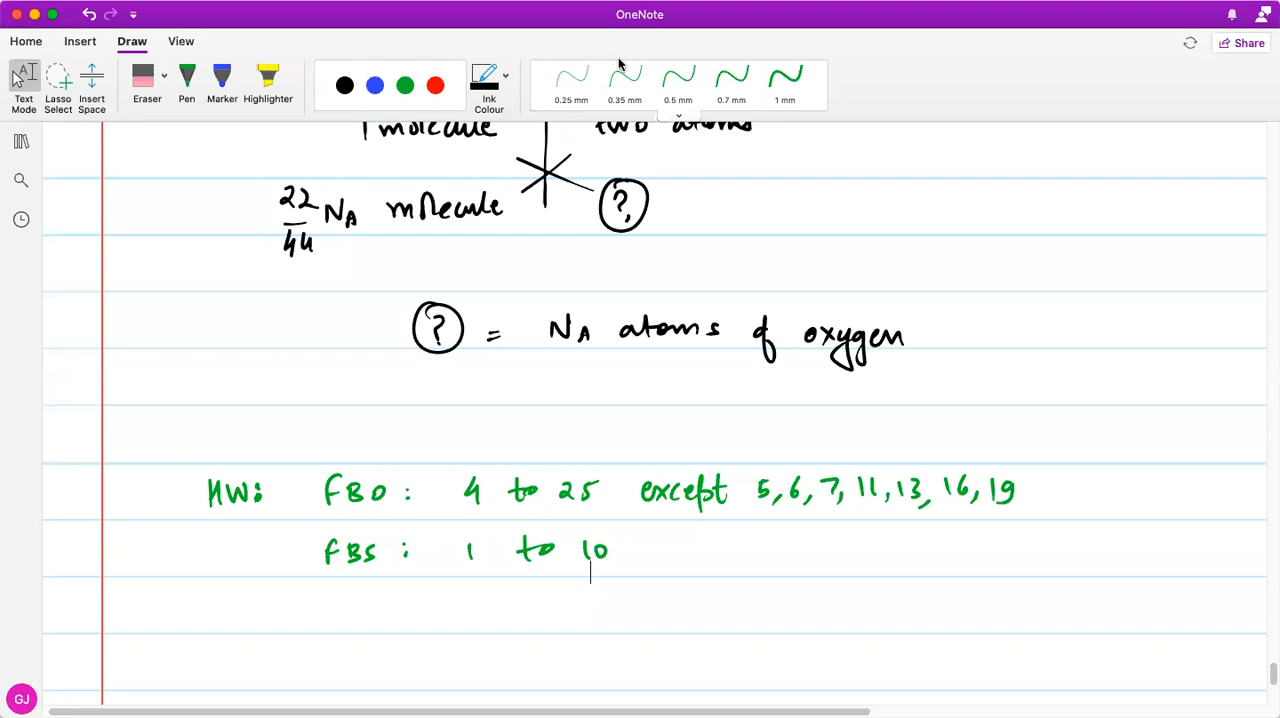 OneNote
Home Insert Draw View
Share
Text Mode
Lasso Select
Insert Space
Eraser
Pen
Marker
Highlighter
Ink Colour
0.25 mm
0.35 mm
0.5 mm
0.7 mm
1 mm
1 molecule two atoms
22/44 NA molecule ?
? = NA atoms of oxygen
HW: FBO : 4 to 25 except 5, 6, 7, 11, 13, 16, 19
FBS : 1 to 10
GJ